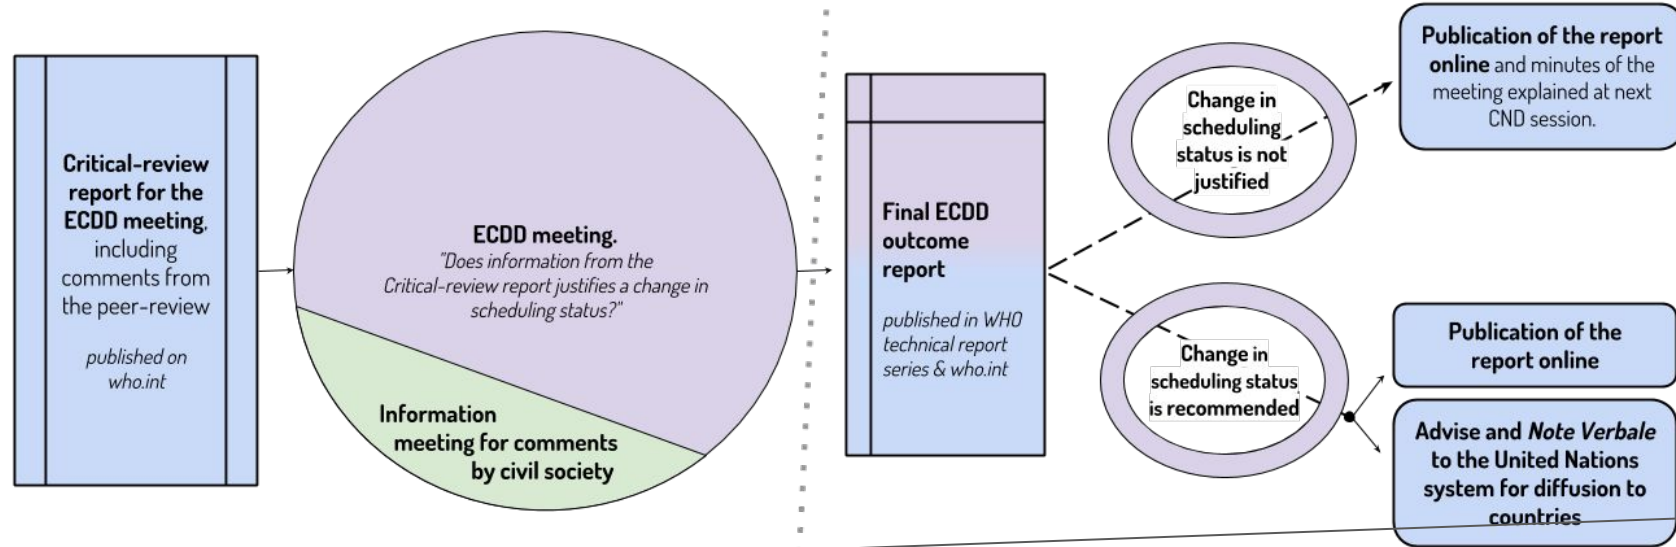 Critical-review
report for the
ECDD meeting,
including
comments from
the peer-review
published on
who.int
ECDD meeting.
"Does information from the
Critical-review report justifies a change in
scheduling status?"
Information
meeting for comments
by civil society
Final ECDD
outcome
report
published in WHO
technical report
series & who.int
Change in
scheduling
status is not
justified
Publication of the report
online and minutes of the
meeting explained at next
CND session.
Change in
scheduling status
is recommended
Publication of the
report online
Advise and Note Verbale
to the United Nations
system for diffusion to
countries